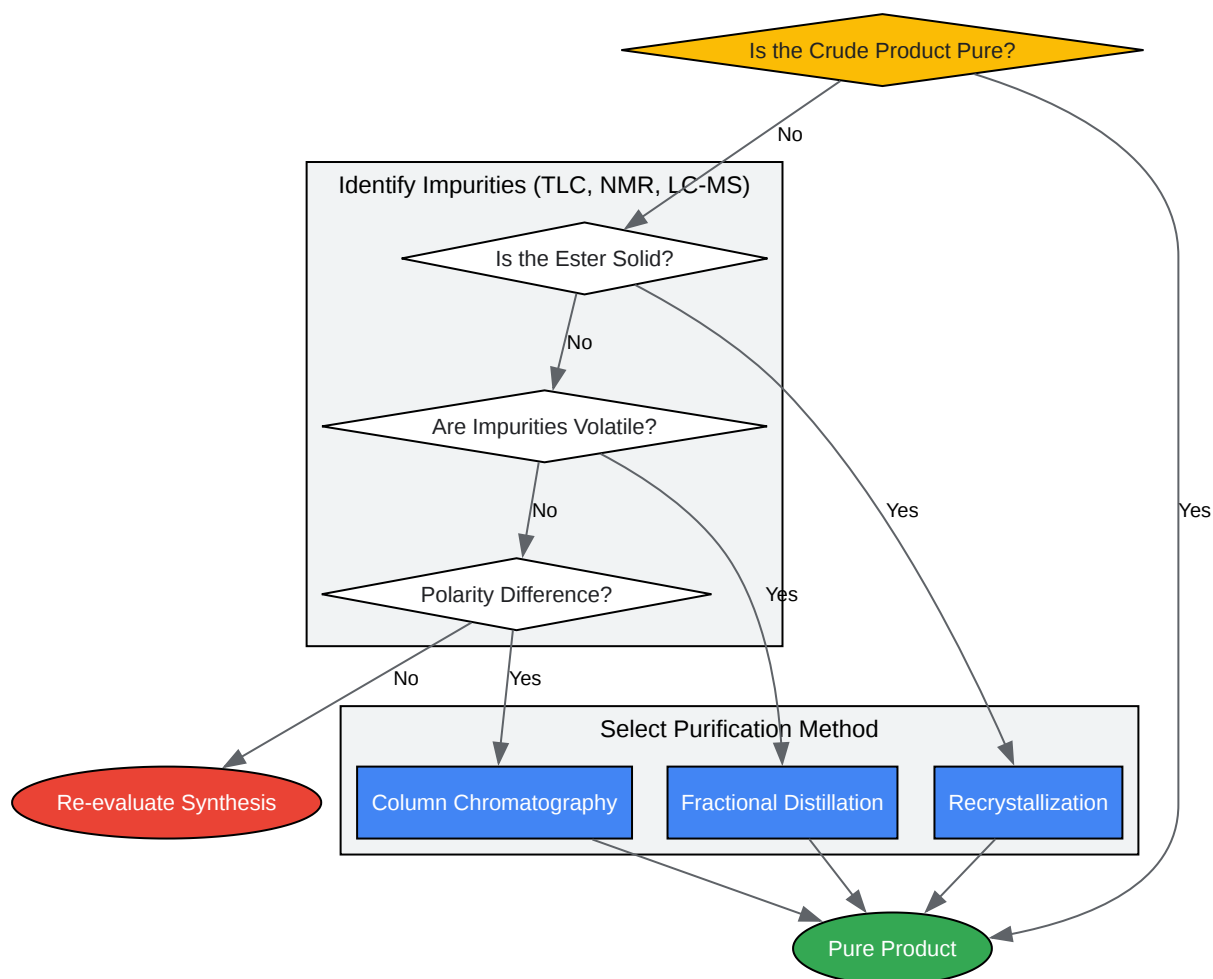 Is the Crude Product Pure?
No
Identify Impurities (TLC, NMR, LC-MS)
Is the Ester Solid?
No
Are Impurities Volatile?
No
Yes
Yes
Polarity Difference?
Yes
No
Yes
Select Purification Method
Re-evaluate Synthesis
Column Chromatography
Fractional Distillation
Recrystallization
Pure Product